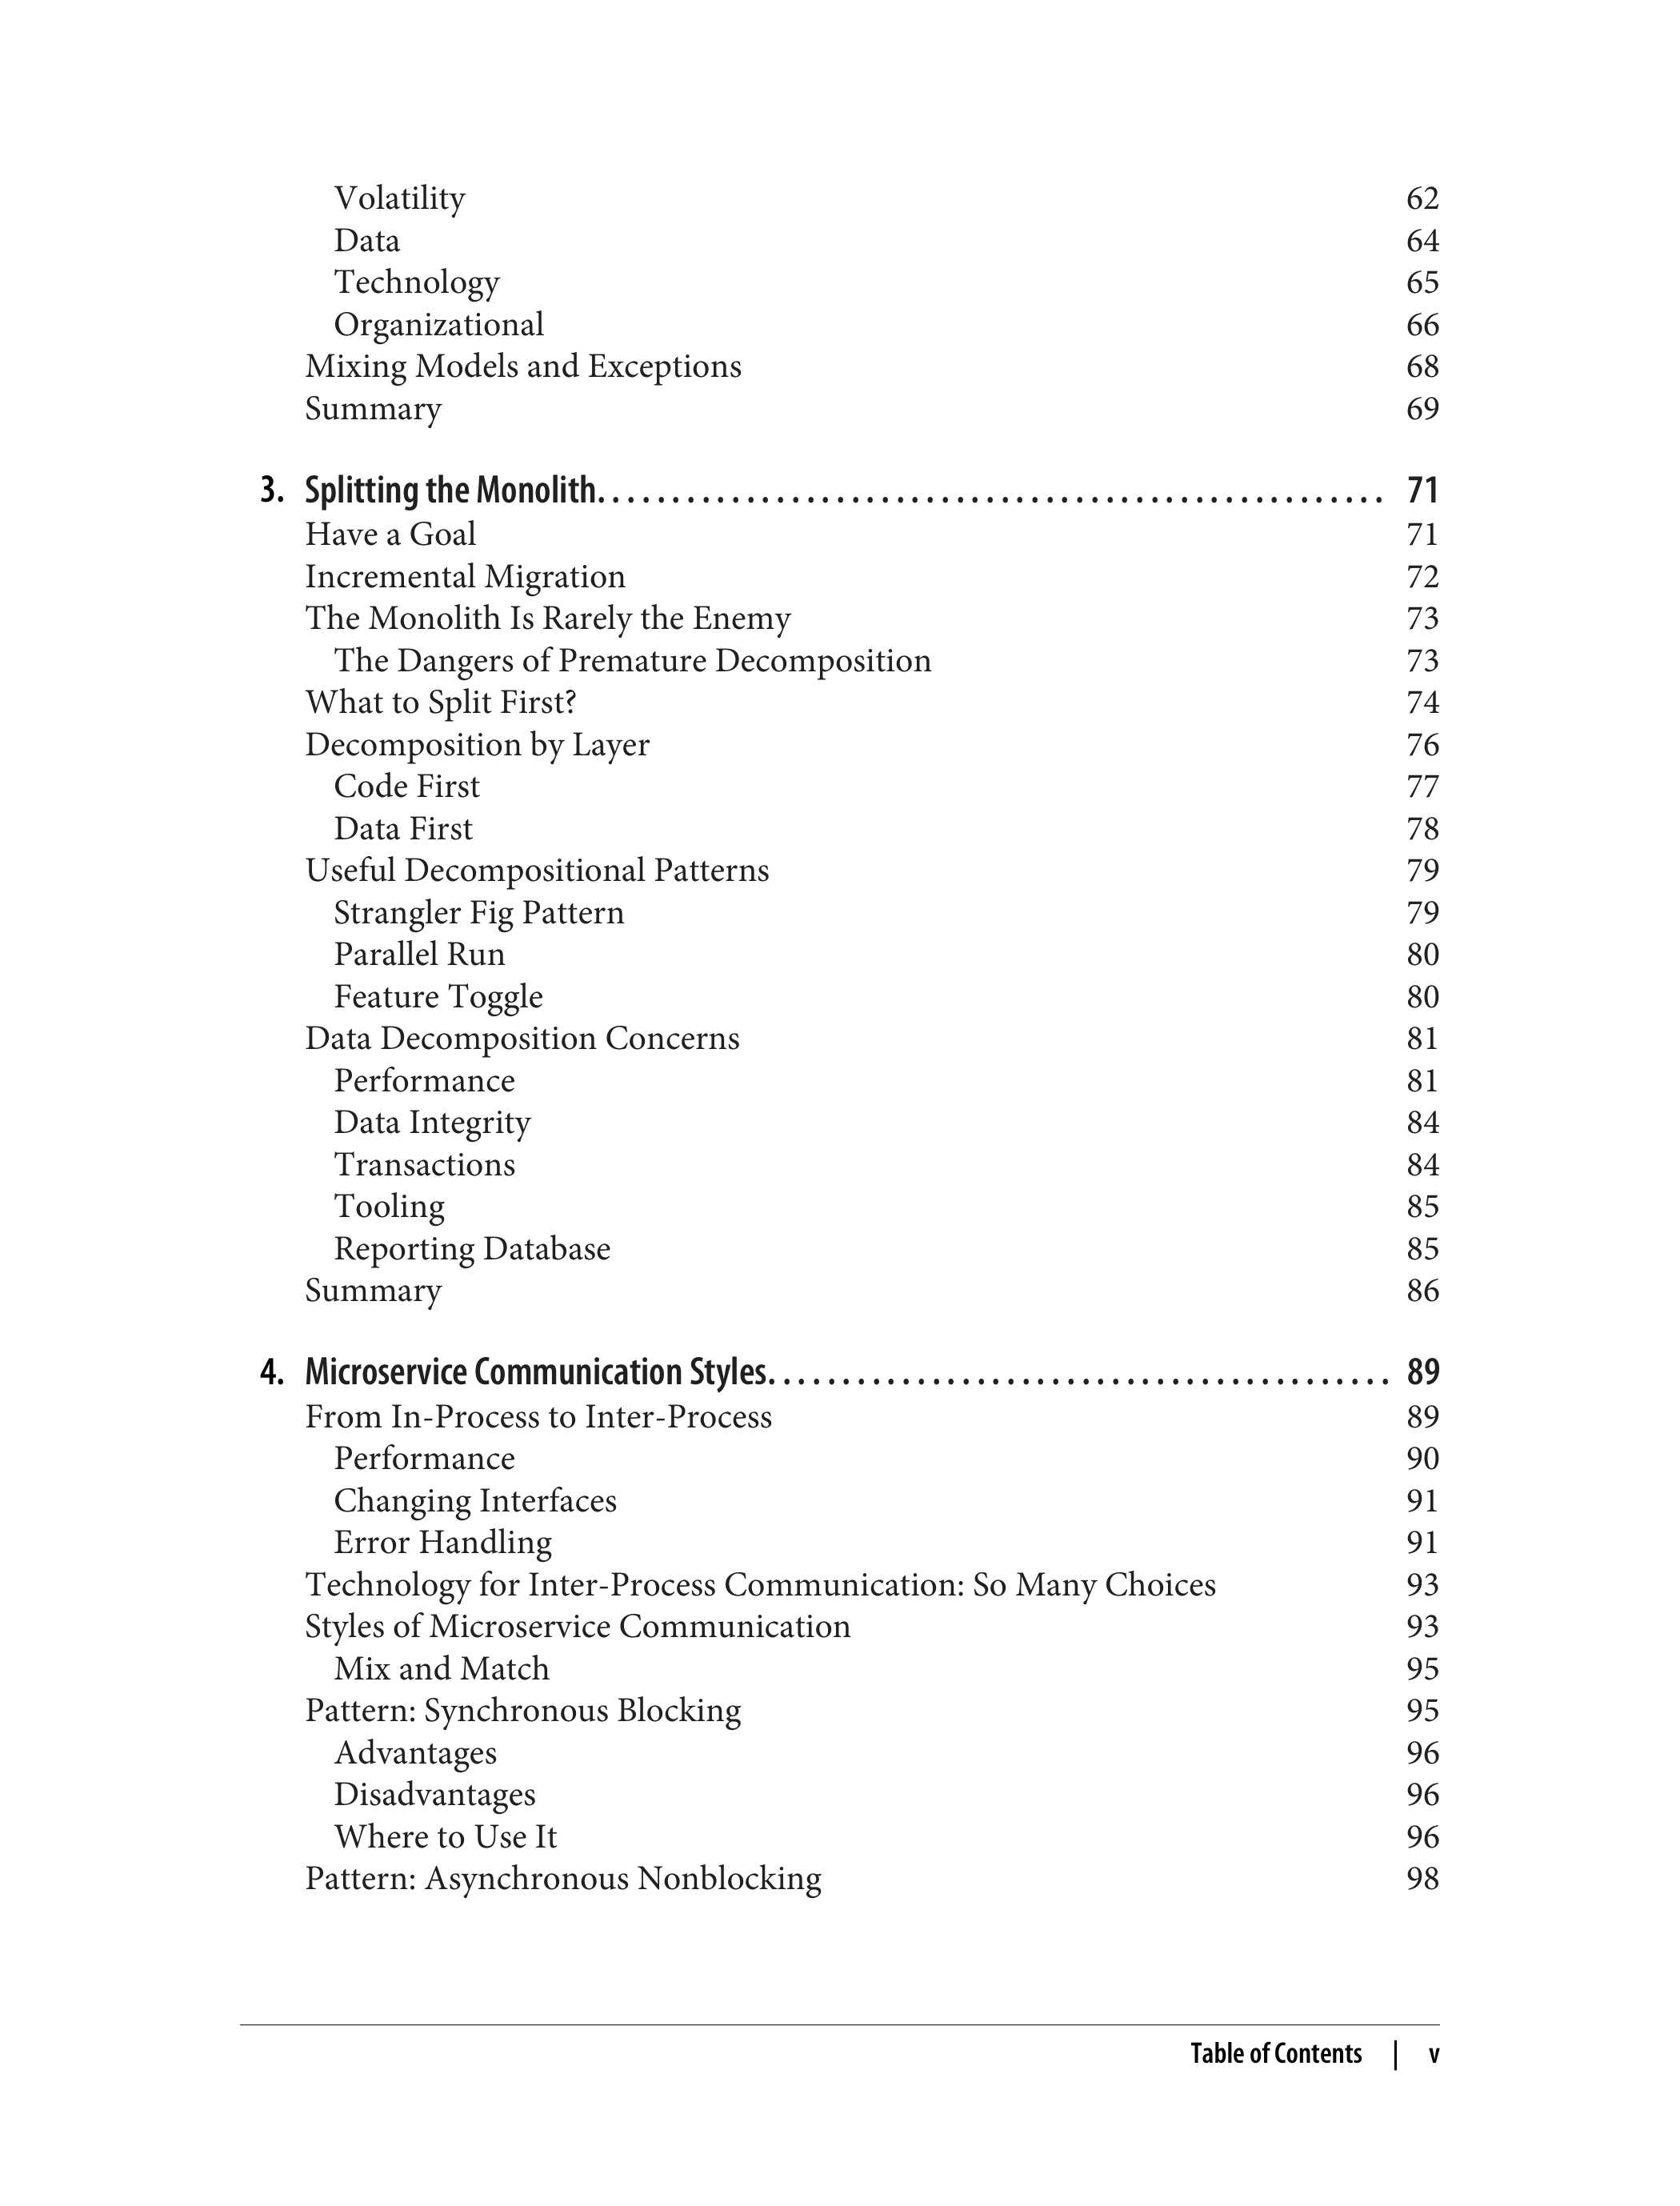 Volatility 62
Data 64
Technology 65
Organizational 66
Mixing Models and Exceptions 68
Summary 69
3. Splitting the Monolith. . . . . . . . . . . . . . . . . . . . . . . . . . . . . . . . . . . . . . . . . . . . . . . . . . . . . 71
Have a Goal 71
Incremental Migration 72
The Monolith Is Rarely the Enemy 73
The Dangers of Premature Decomposition 73
What to Split First? 74
Decomposition by Layer 76
Code First 77
Data First 78
Useful Decompositional Patterns 79
Strangler Fig Pattern 79
Parallel Run 80
Feature Toggle 80
Data Decomposition Concerns 81
Performance 81
Data Integrity 84
Transactions 84
Tooling 85
Reporting Database 85
Summary 86
4. Microservice Communication Styles. . . . . . . . . . . . . . . . . . . . . . . . . . . . . . . . . . . . . . . . . . 89
From In-Process to Inter-Process 89
Performance 90
Changing Interfaces 91
Error Handling 91
Technology for Inter-Process Communication: So Many Choices 93
Styles of Microservice Communication 93
Mix and Match 95
Pattern: Synchronous Blocking 95
Advantages 96
Disadvantages 96
Where to Use It 96
Pattern: Asynchronous Nonblocking 98
Table of Contents | v